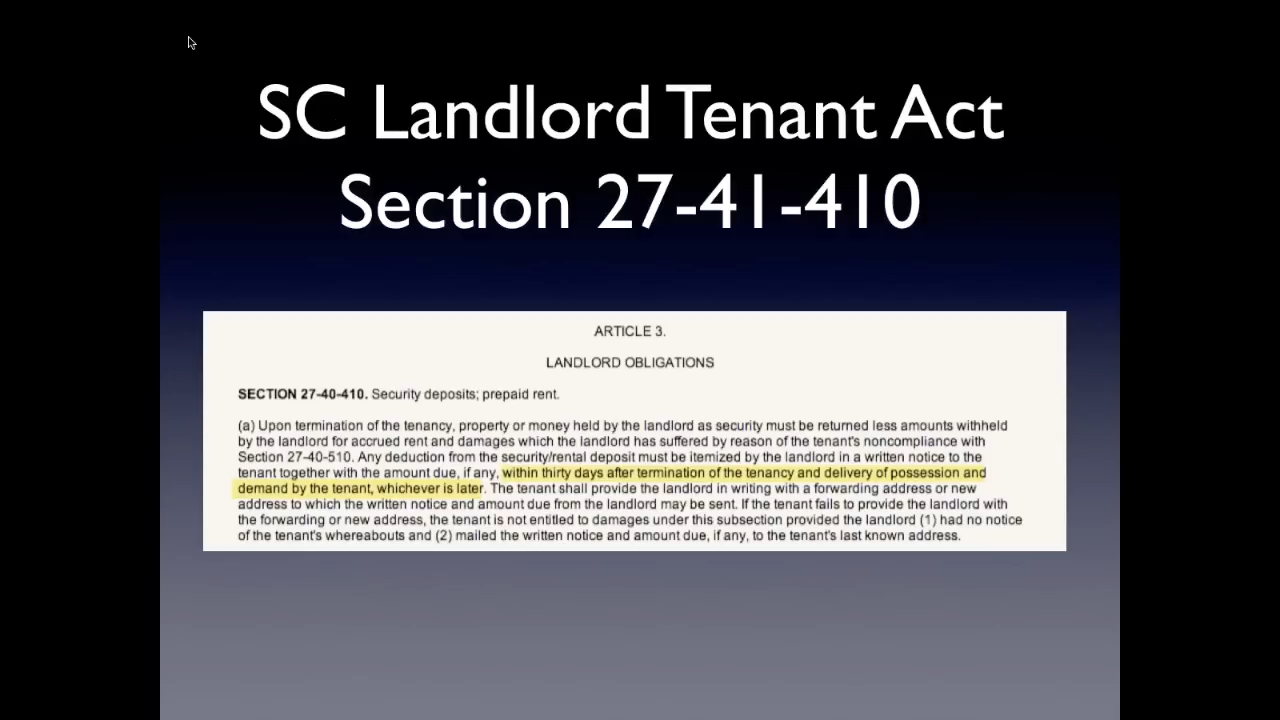 SC Landlord Tenant Act
Section 27-41-410
ARTICLE 3.
LANDLORD OBLIGATIONS
SECTION 27-40-410. Security deposits; prepaid rent.
(a) Upon termination of the tenancy, property or money held by the landlord as security must be returned less amounts withheld
by the landlord for accrued rent and damages which the landlord has suffered by reason of the tenant's noncompliance with
Section 27-40-510. Any deduction from the security/rental deposit must be itemized by the landlord in a written notice to the
tenant together with the amount due, if any, within thirty days after termination of the tenancy and delivery of possession and
demand by the tenant, whichever is later. The tenant shall provide the landlord in writing with a forwarding address or new
address to which the written notice and amount due from the landlord may be sent. If the tenant fails to provide the landlord with
the forwarding or new address, the tenant is not entitled to damages under this subsection provided the landlord (1) had no notice
of the tenant's whereabouts and (2) mailed the written notice and amount due, if any, to the tenant's last known address.